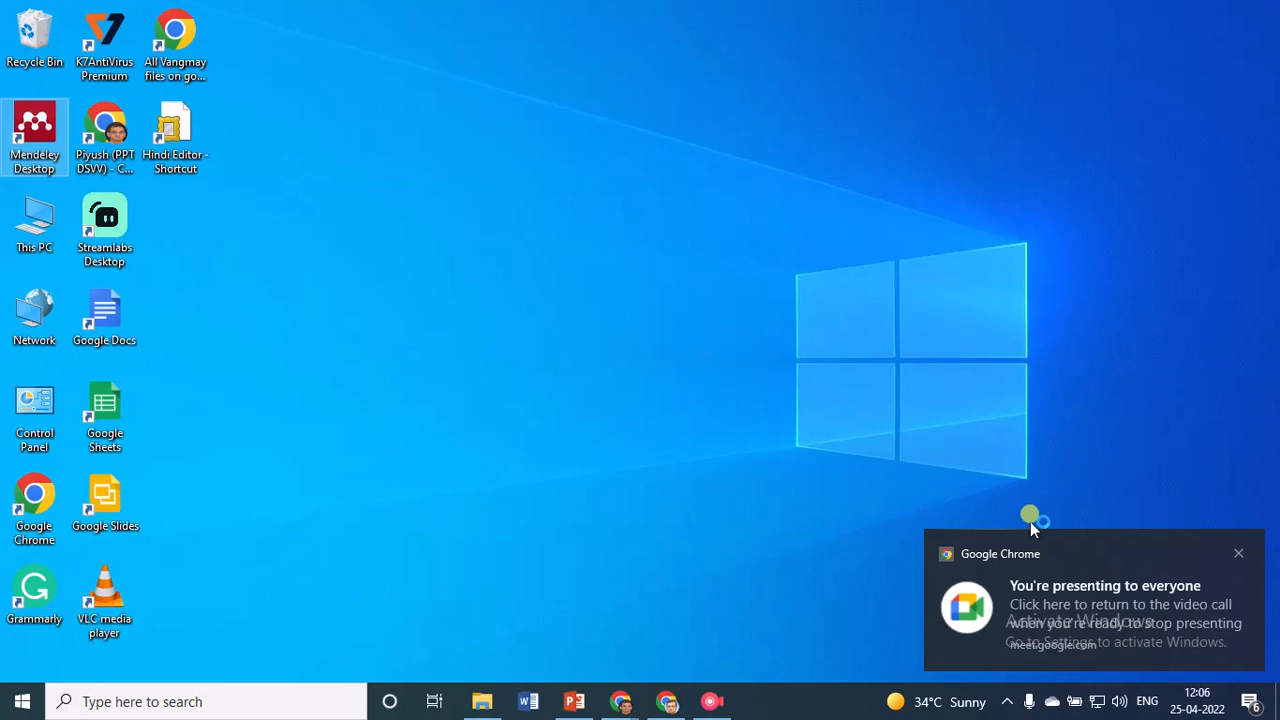 Recycle Bin
K7AntiVirus
Premium
All Vangmay
files on go...
Mendeley
Desktop
Piyush (PPT
DSVV) - C...
Hindi Editor -
Shortcut
This PC
Streamlabs
Desktop
Network
Google Docs
Control
Panel
Google
Sheets
Google
Chrome
Google Slides
Grammarly
VLC media
player
Google Chrome
You're presenting to everyone
Click here to return to the video call
when you're ready to stop presenting
meet.google.com
Activate Windows
Go to Settings to activate Windows.
Type here to search
34°C Sunny
ENG
12:06
25-04-2022
6